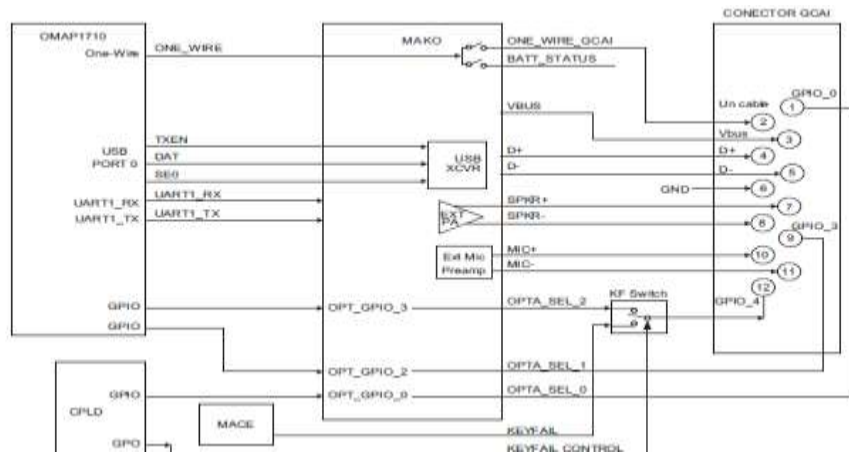 CONECTOR GCAI
OMAP1710
One-Wire
ONE_WIRE
MAKO
ONE_WIRE_GCAI
BATT_STATUS
GPIO_0
Un cable
1
2
VBUS
Vbus
3
USB
PORT 0
TXEN
DAT
SE0
USB
XCVR
D+
D-
D+
4
D-
5
GND
6
UART1_RX
UART1_TX
UART1_RX
UART1_TX
EXT
PA
SPKR+
SPKR-
7
8
GPIO_3
9
Ext Mic
Preamp
MIC+
MIC-
10
11
12
KF Switch
GPIO_4
GPIO
GPIO
OPT_GPIO_3
OPTA_SEL_2
OPT_GPIO_2
OPTA_SEL_1
CPLD
GPIO
OPT_GPIO_0
OPTA_SEL_0
MACE
KEYFAIL
GPO
KEYFAIL CONTROL